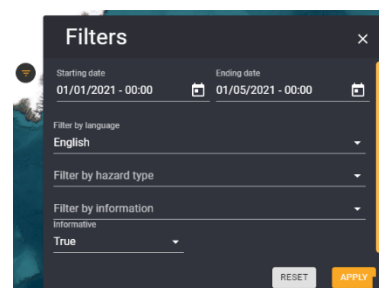 Filters
Starting date
Ending date
01/01/2021 - 00:00
01/05/2021 - 00:00
Filter by language
English
Filter by hazard type
Filter by information
Informative
True
RESET
APPLY